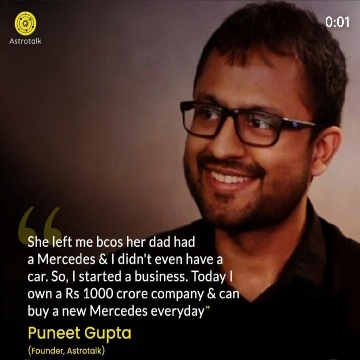 Astrotalk
0:01
“
She left me bcos her dad had
a Mercedes & I didn't even have a
car. So, I started a business. Today I
own a Rs 1000 crore company & can
buy a new Mercedes everyday"
Puneet Gupta
(Founder, Astrotalk)